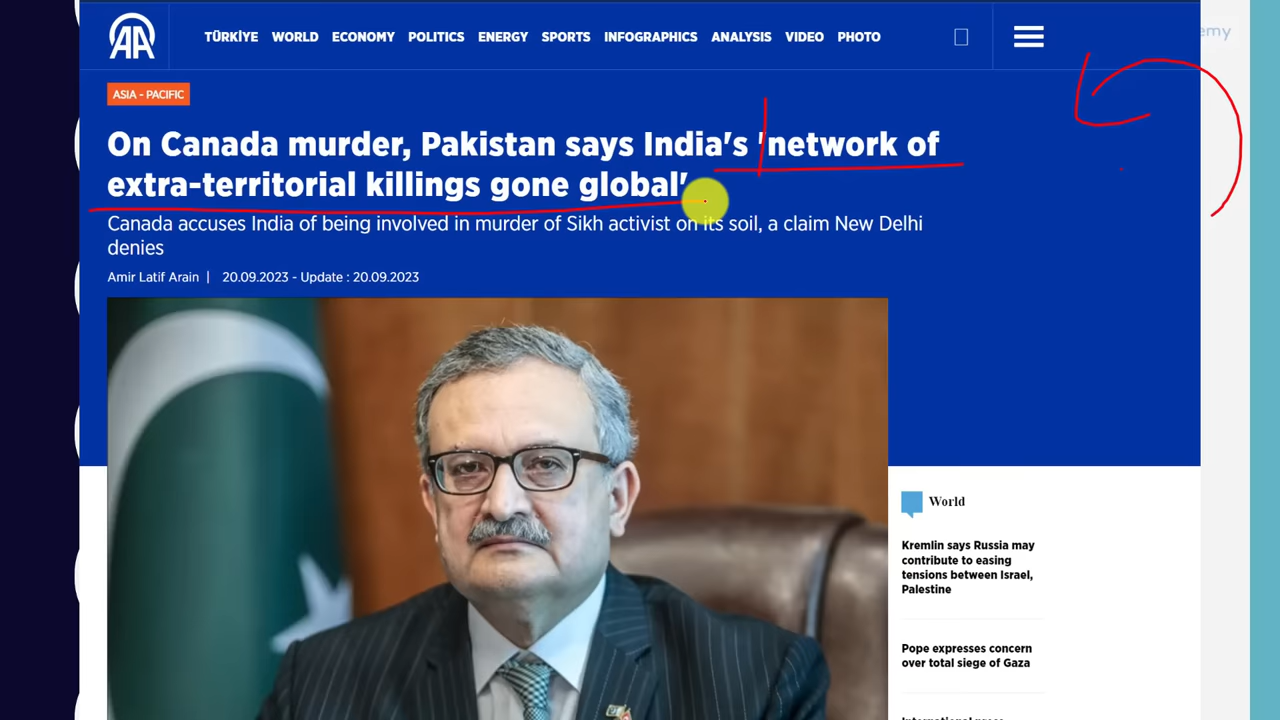 emy
AA
TÜRKİYE WORLD ECONOMY POLITICS ENERGY SPORTS INFOGRAPHICS ANALYSIS VIDEO PHOTO
ASIA - PACIFIC
On Canada murder, Pakistan says India's 'network of
extra-territorial killings gone global'
Canada accuses India of being involved in murder of Sikh activist on its soil, a claim New Delhi
denies
Amir Latif Arain | 20.09.2023 - Update : 20.09.2023
World
Kremlin says Russia may
contribute to easing
tensions between Israel,
Palestine
Pope expresses concern
over total siege of Gaza